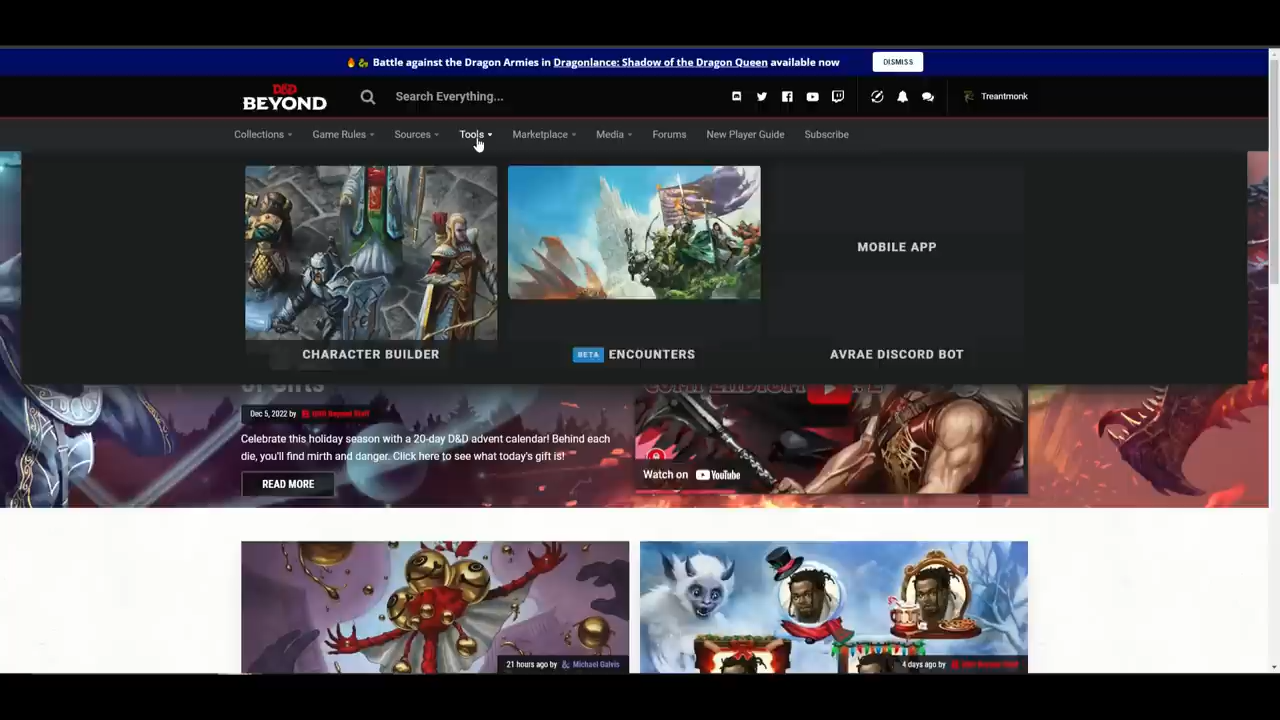 Battle against the Dragon Armies in Dragonlance: Shadow of the Dragon Queen available now
DISMISS
D&D
BEYOND
Search Everything...
Treantmonk
Collections
Game Rules
Sources
Tools
Marketplace
Media
Forums
New Player Guide
Subscribe
MOBILE APP
CHARACTER BUILDER
BETA ENCOUNTERS
AVRAE DISCORD BOT
of Gifts
Dec 5, 2022 by
Celebrate this holiday season with a 20-day D&D advent calendar! Behind each
die, you'll find mirth and danger. Click here to see what today's gift is!
READ MORE
Watch on YouTube
21 hours ago by Michael Galvis
4 days ago by